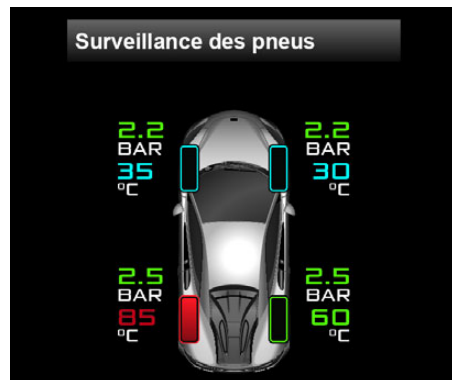 Surveillance des pneus
2.2 2.2
BAR BAR
35 30
°C °C
2.5 2.5
BAR BAR
85 60
°C °C